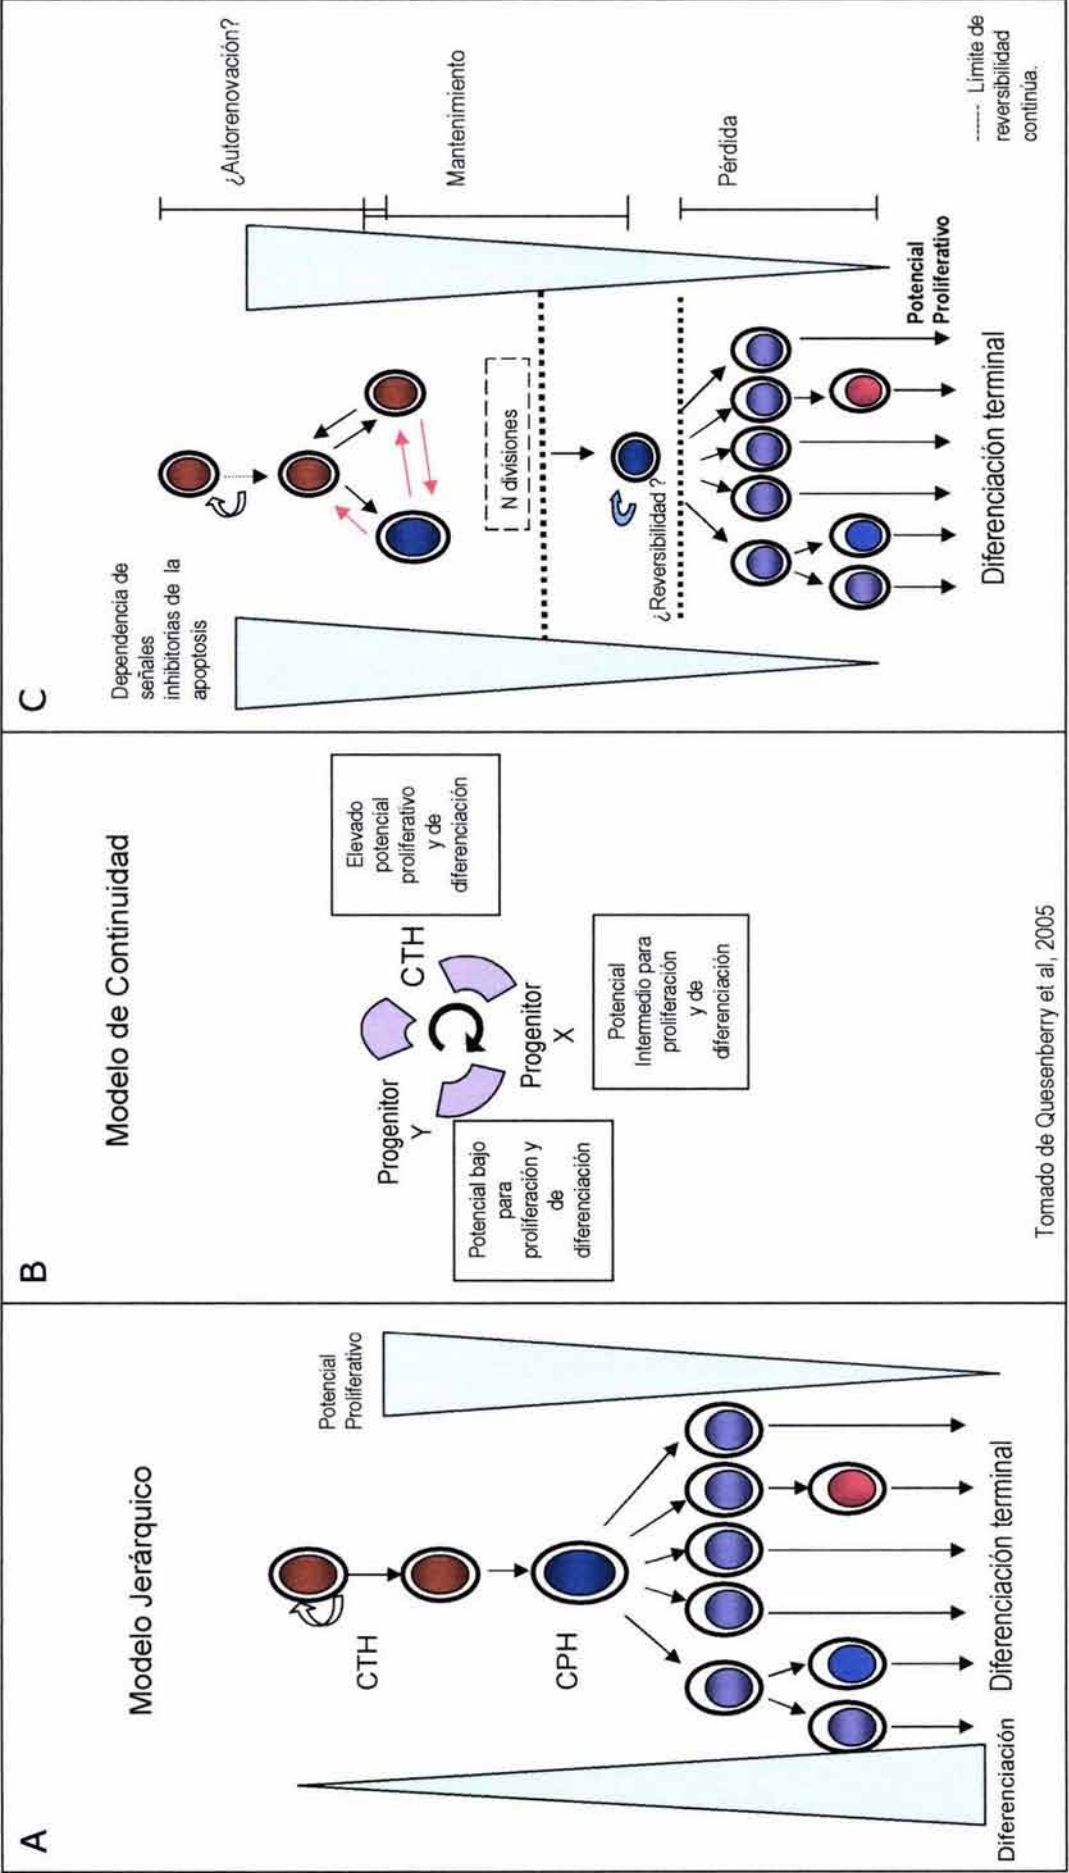 A
Modelo Jerárquico
Potencial
Proliferativo
CTH
CPH
Diferenciación
Diferenciación terminal
B
Modelo de Continuidad
Progenitor
Y
CTH
Progenitor
X
Elevado
potencial
proliferativo
y de
diferenciación
Potencial bajo
para
proliferación y
de
diferenciación
Potencial
Intermedio para
proliferación
y de
diferenciación
Tomado de Quesenberry et al, 2005
C
Dependencia de
señales
inhibitorias de la
apoptosis
N divisiones
¿Reversibilidad ?
¿Autorenovación?
Mantenimiento
Pérdida
Potencial
Proliferativo
Diferenciación terminal
------ Límite de
reversibilidad
continúa.